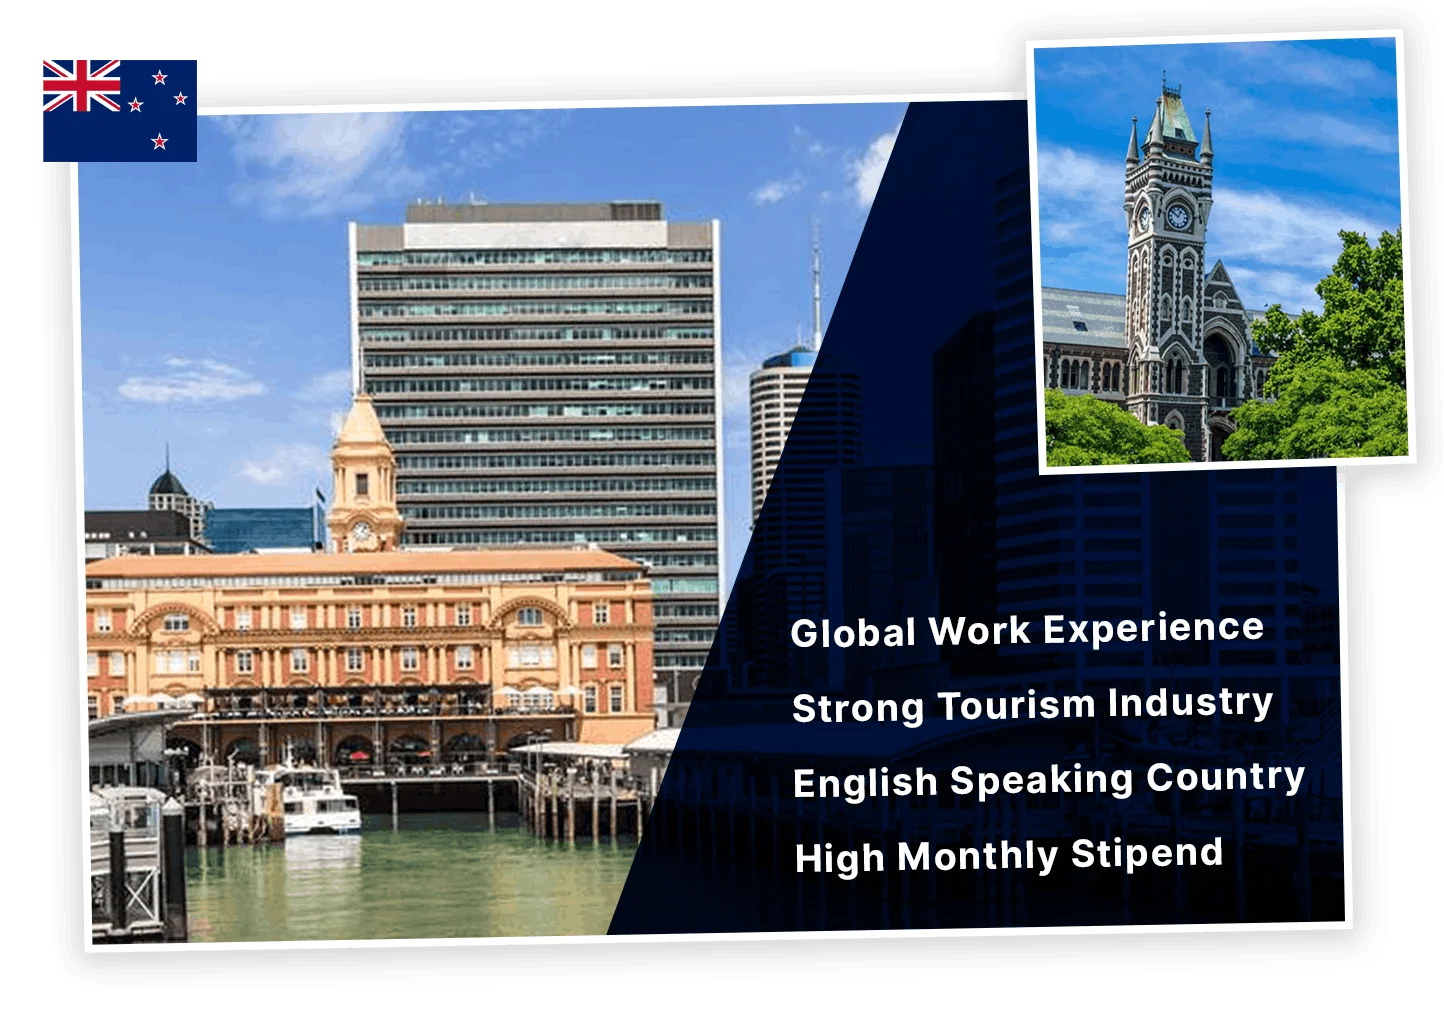 Global Work Experience
Strong Tourism Industry
English Speaking Country
High Monthly Stipend